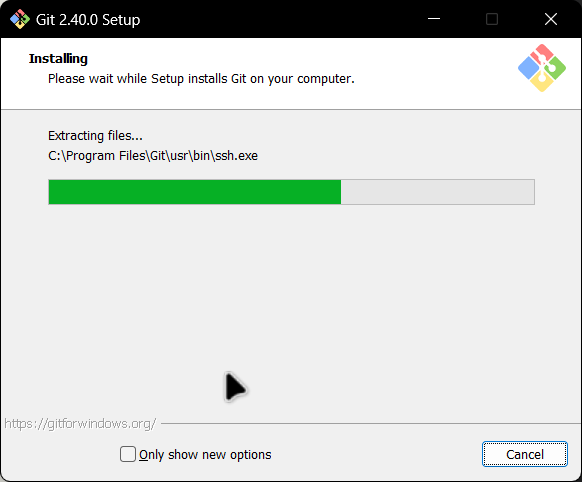 Git 2.40.0 Setup
Installing
Please wait while Setup installs Git on your computer.
Extracting files...
C:\Program Files\Git\usr\bin\ssh.exe
https://gitforwindows.org/
Only show new options
Cancel